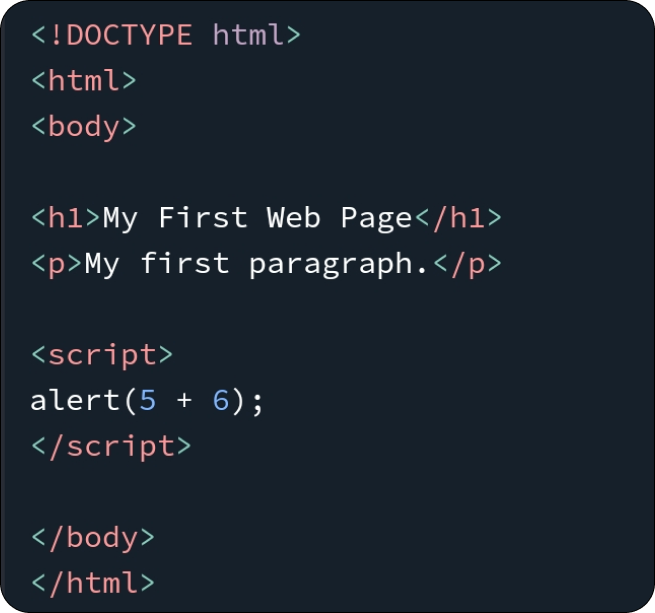 <!DOCTYPE html>
<html>
<body>
<h1>My First Web Page</h1>
<p>My first paragraph.</p>
<script>
alert(5 + 6);
</script>
</body>
</html>